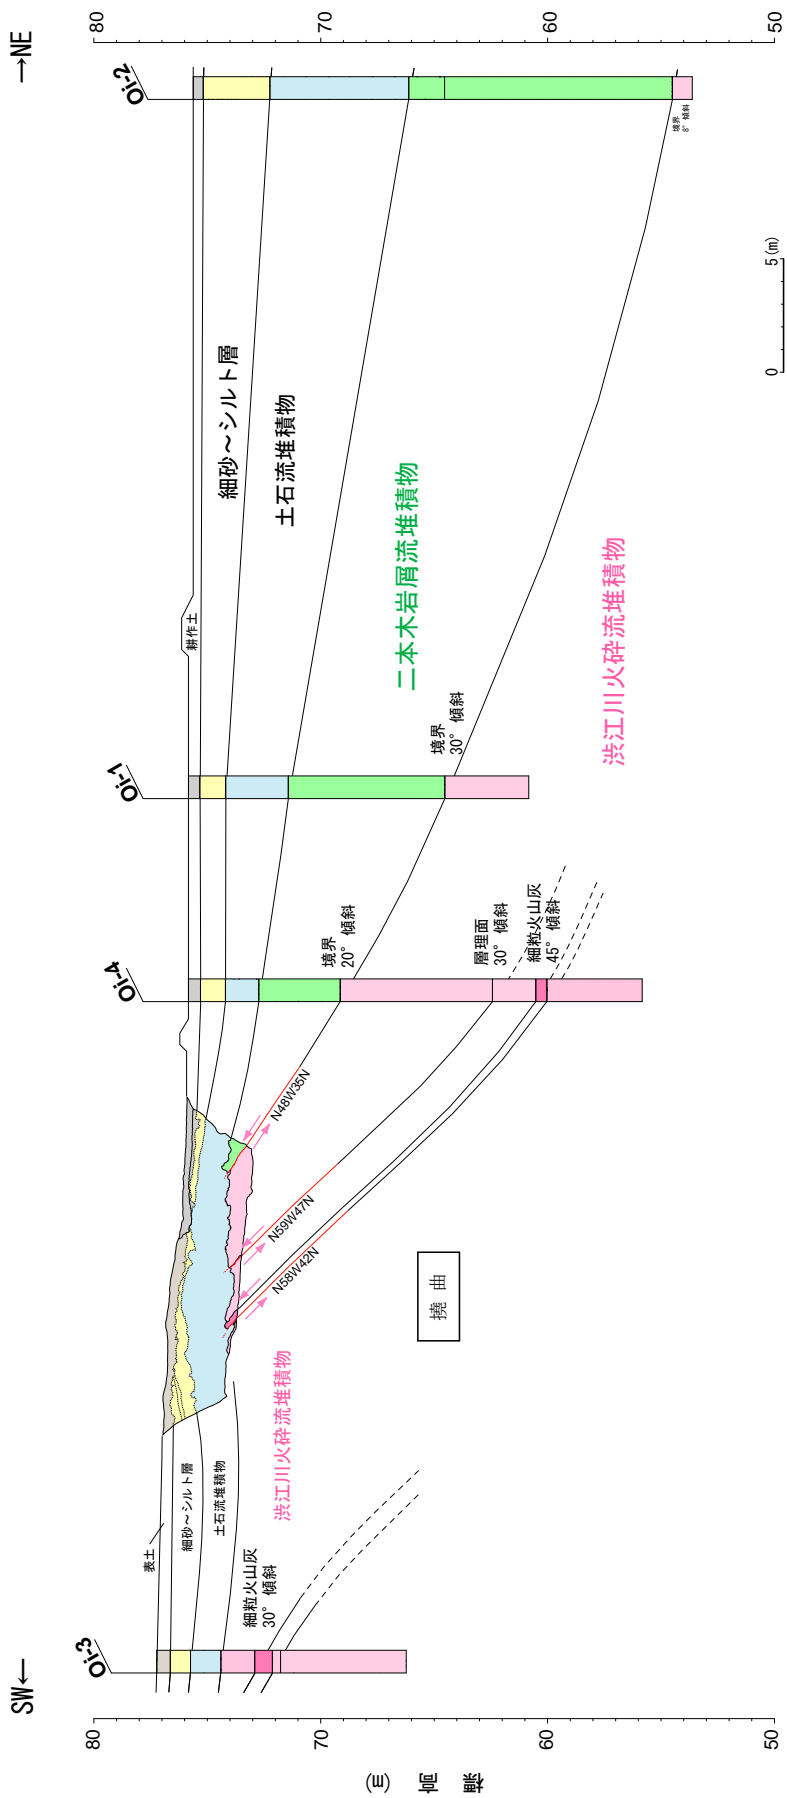 SW←
→NE
標 高 (m)
80
70
60
50
80
70
60
50
Oi-3
Oi-4
Oi-1
Oi-2
表土
細砂～シルト層
土石流堆積物
渋江川火砕流堆積物
細粒火山灰
30° 傾斜
N58W42N
N59W47N
N48W35N
撓 曲
境界
20° 傾斜
層理面
30° 傾斜
細粒火山灰
45° 傾斜
耕作土
細砂～シルト層
土石流堆積物
二本木岩屑流堆積物
渋江川火砕流堆積物
境界
30° 傾斜
境界
8° 傾斜
0
5(m)